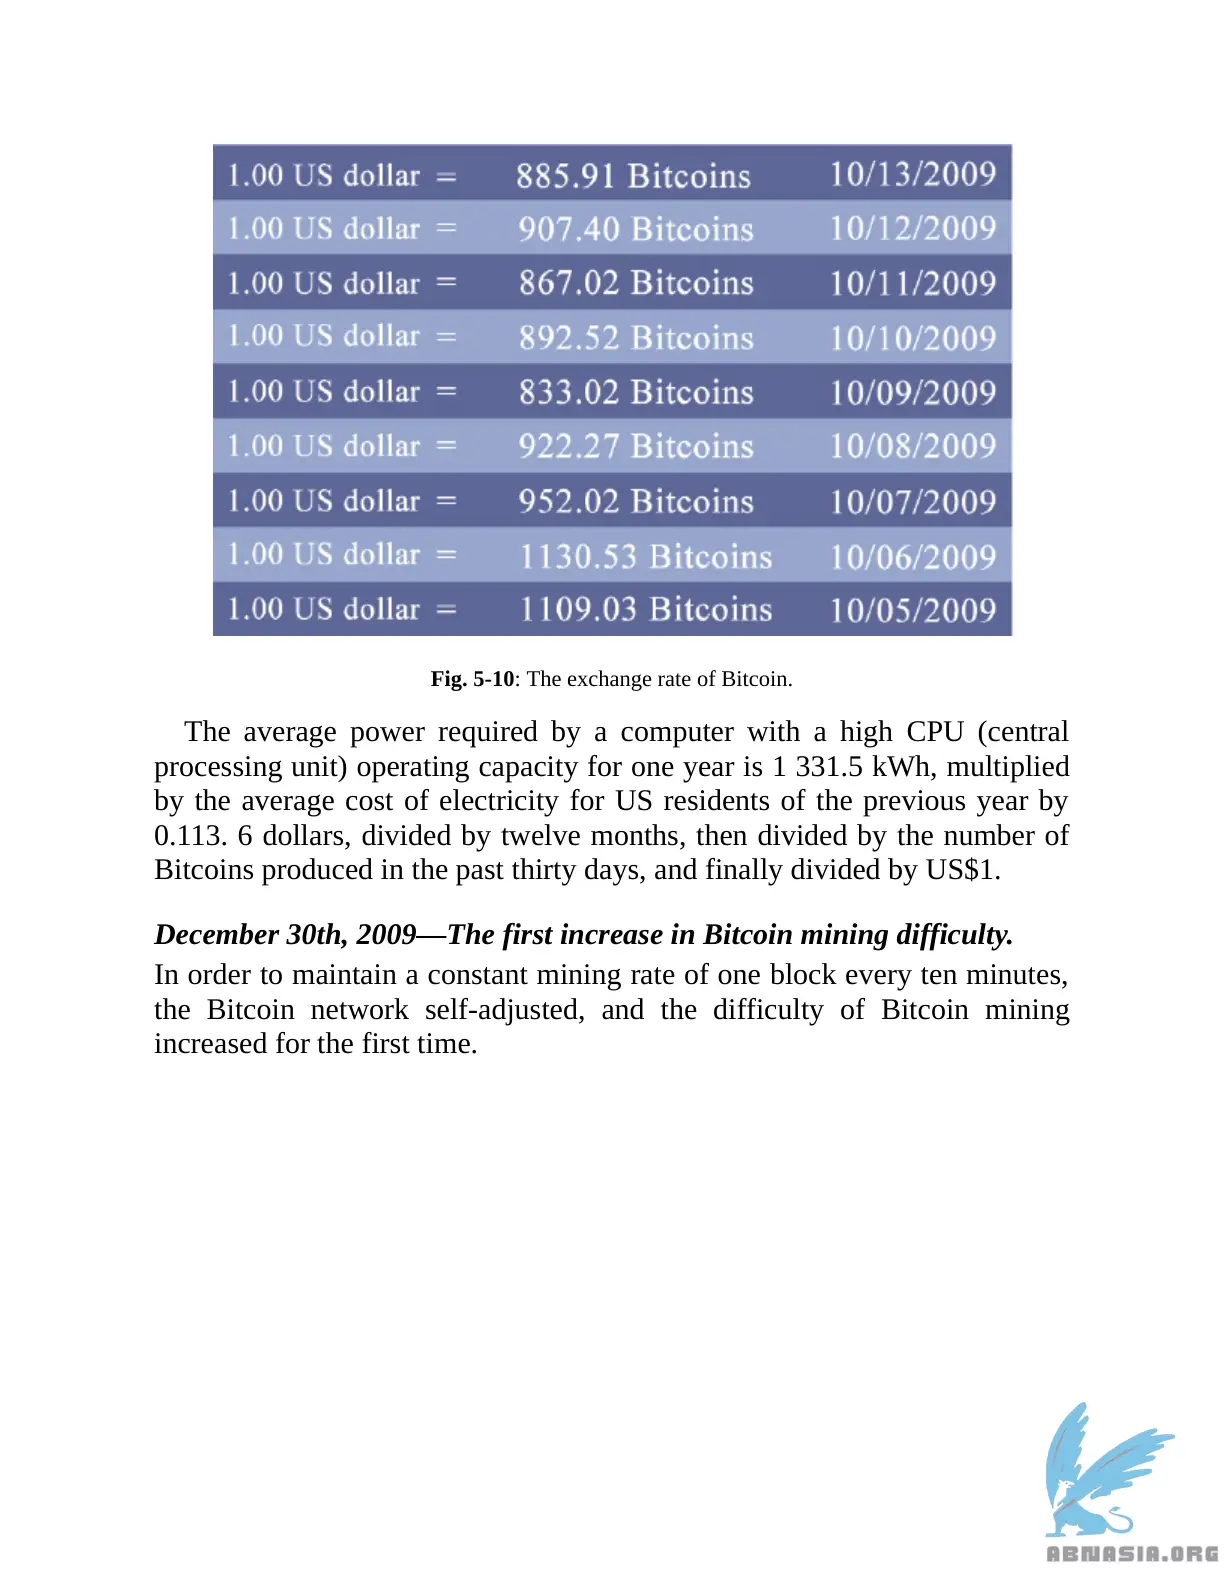 1.00 US dollar = 885.91 Bitcoins 10/13/2009
1.00 US dollar = 907.40 Bitcoins 10/12/2009
1.00 US dollar = 867.02 Bitcoins 10/11/2009
1.00 US dollar = 892.52 Bitcoins 10/10/2009
1.00 US dollar = 833.02 Bitcoins 10/09/2009
1.00 US dollar = 922.27 Bitcoins 10/08/2009
1.00 US dollar = 952.02 Bitcoins 10/07/2009
1.00 US dollar = 1130.53 Bitcoins 10/06/2009
1.00 US dollar = 1109.03 Bitcoins 10/05/2009
Fig. 5-10: The exchange rate of Bitcoin.
The average power required by a computer with a high CPU (central
processing unit) operating capacity for one year is 1 331.5 kWh, multiplied
by the average cost of electricity for US residents of the previous year by
0.113. 6 dollars, divided by twelve months, then divided by the number of
Bitcoins produced in the past thirty days, and finally divided by US$1.
December 30th, 2009—The first increase in Bitcoin mining difficulty.
In order to maintain a constant mining rate of one block every ten minutes,
the Bitcoin network self-adjusted, and the difficulty of Bitcoin mining
increased for the first time.
ABNASIA.ORG